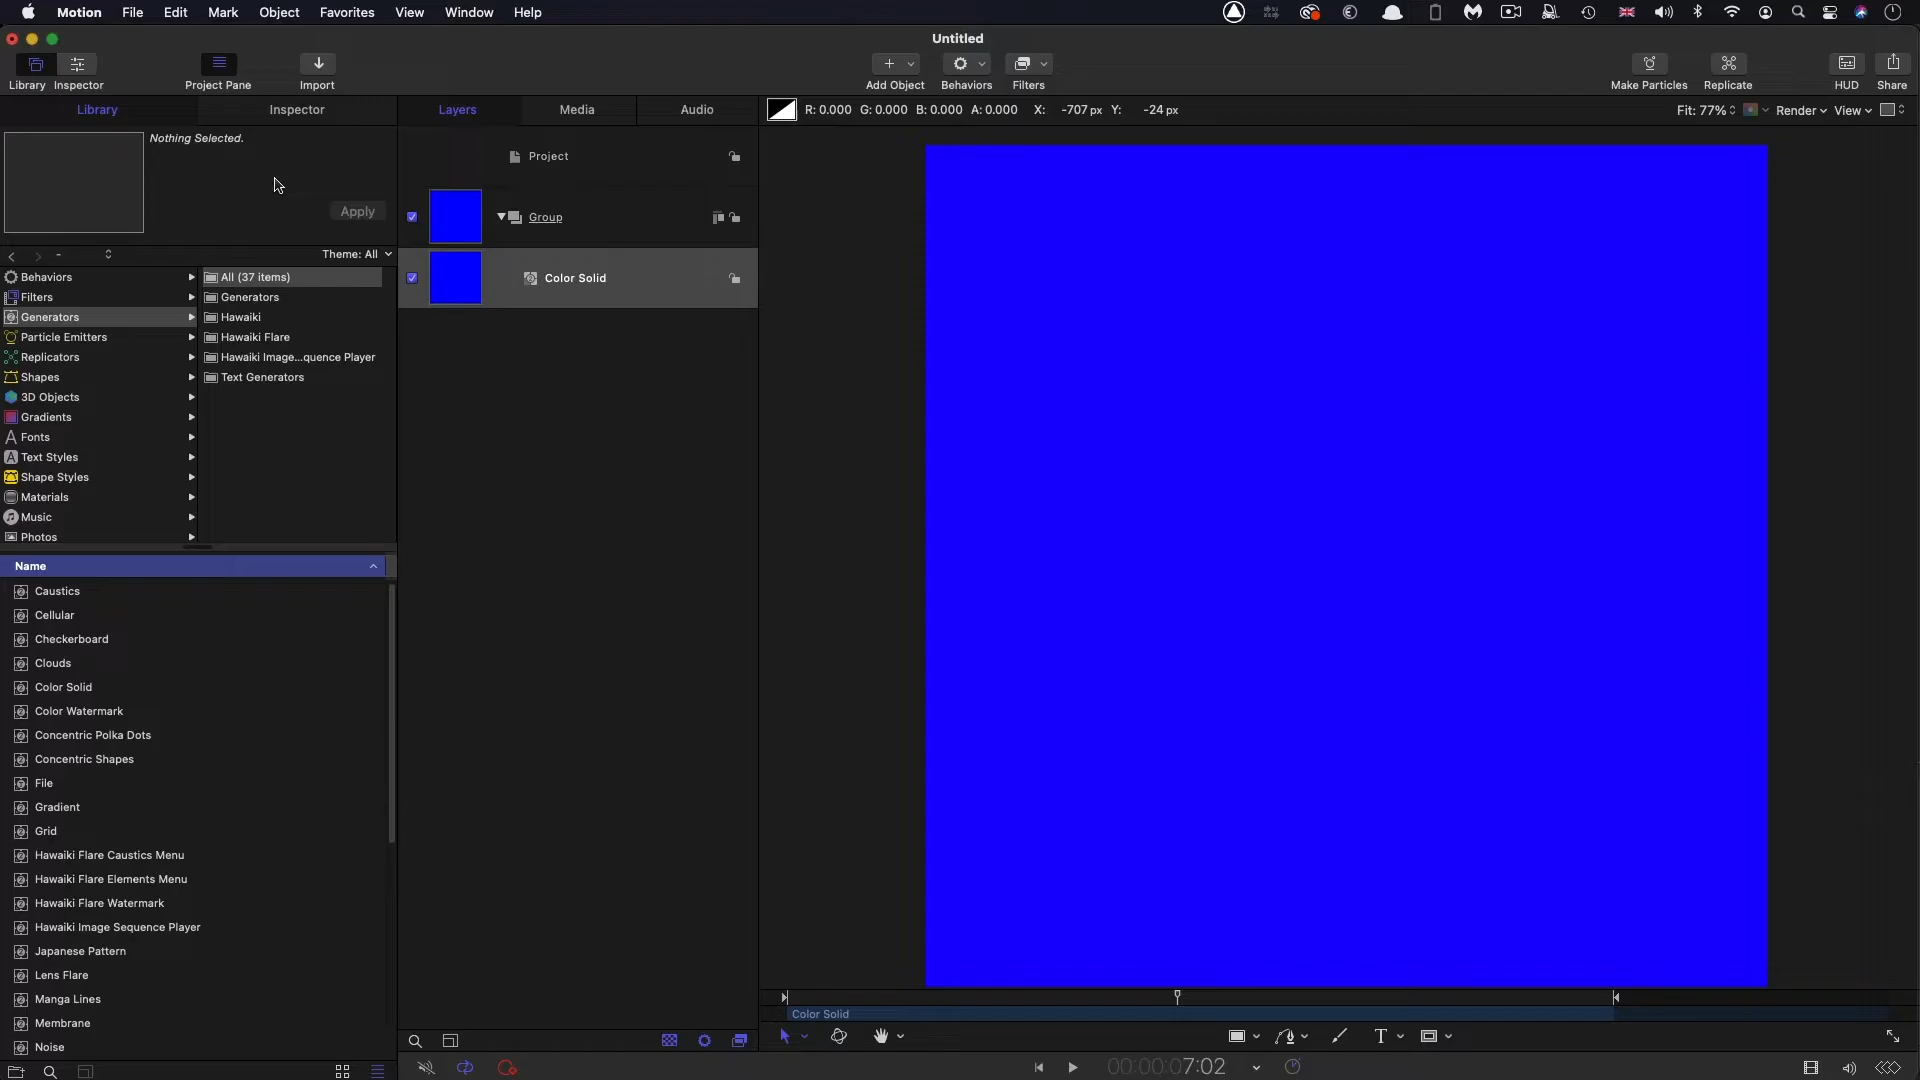 Motion File Edit Mark Object Favorites View Window Help
Untitled
Library Inspector Project Pane Import Add Object Behaviors Filters Make Particles Replicate HUD Share
Library Inspector Layers Media Audio R: 0.000 G: 0.000 B: 0.000 A: 0.000 X: -707 px Y: -24 px Fit: 77% Render View
Nothing Selected.
Apply
Theme: All
Behaviors
Filters
Generators
Particle Emitters
Replicators
Shapes
3D Objects
Gradients
Fonts
Text Styles
Shape Styles
Materials
Music
Photos
All (37 items)
Generators
Hawaiki
Hawaiki Flare
Hawaiki Image...quence Player
Text Generators
Name
Caustics
Cellular
Checkerboard
Clouds
Color Solid
Color Watermark
Concentric Polka Dots
Concentric Shapes
File
Gradient
Grid
Hawaiki Flare Caustics Menu
Hawaiki Flare Elements Menu
Hawaiki Flare Watermark
Hawaiki Image Sequence Player
Japanese Pattern
Lens Flare
Manga Lines
Membrane
Noise
Project
Group
Color Solid
Color Solid
T
00:00:00:07:02